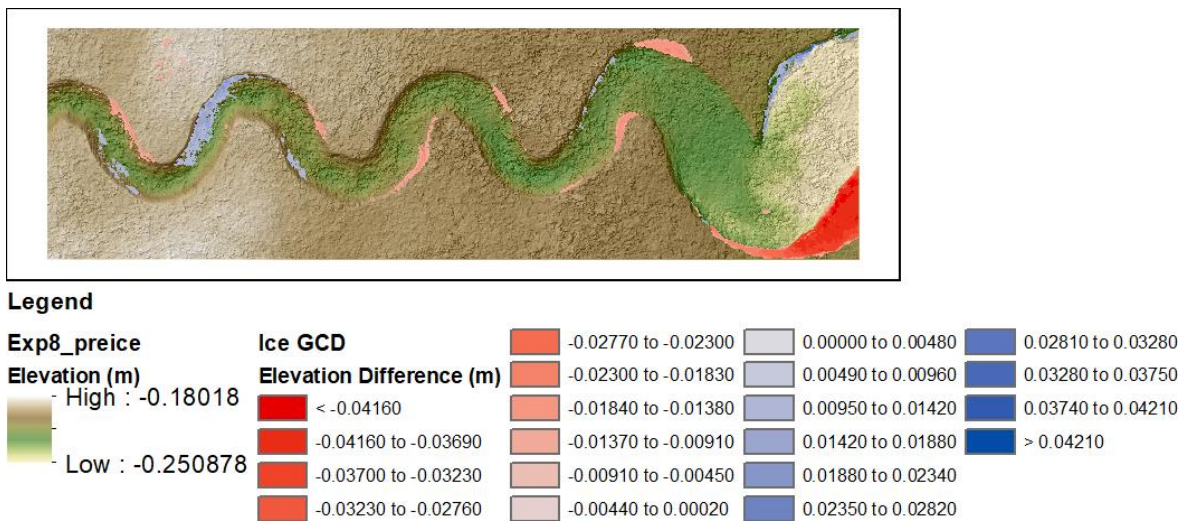 Legend
Exp8_preice
Elevation (m)
High : -0.18018
Low : -0.250878
Ice GCD
Elevation Difference (m)
< -0.04160
-0.04160 to -0.03690
-0.03700 to -0.03230
-0.03230 to -0.02760
-0.02770 to -0.02300
-0.02300 to -0.01830
-0.01840 to -0.01380
-0.01370 to -0.00910
-0.00910 to -0.00450
-0.00440 to 0.00020
0.00000 to 0.00480
0.00490 to 0.00960
0.00950 to 0.01420
0.01420 to 0.01880
0.01880 to 0.02340
0.02350 to 0.02820
0.02810 to 0.03280
0.03280 to 0.03750
0.03740 to 0.04210
> 0.04210